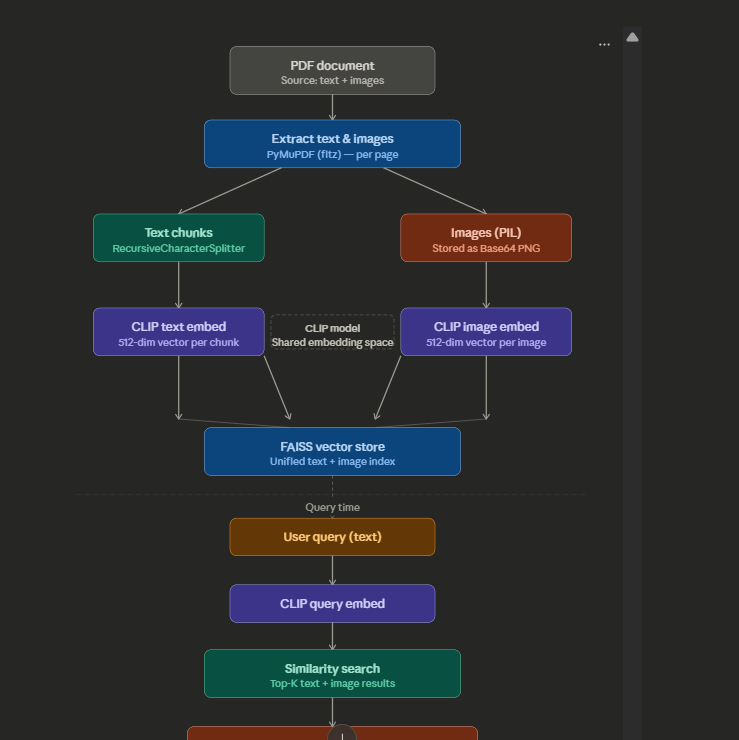 PDF document
Source: text + images
Extract text & images
PyMuPDF (fitz) — per page
Text chunks
RecursiveCharacterSplitter
Images (PIL)
Stored as Base64 PNG
CLIP text embed
512-dim vector per chunk
CLIP model
Shared embedding space
CLIP image embed
512-dim vector per image
FAISS vector store
Unified text + image index
Query time
User query (text)
CLIP query embed
Similarity search
Top-K text + image results